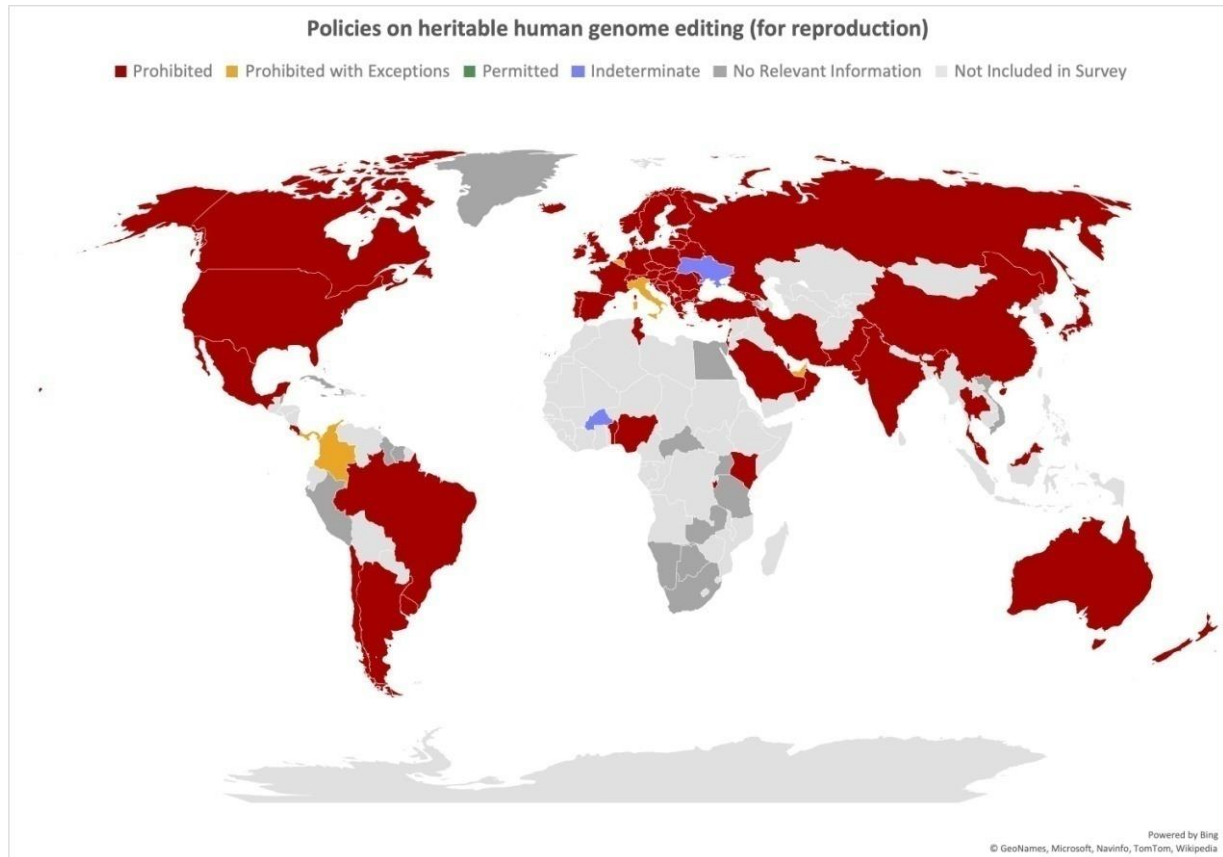 Policies on heritable human genome editing (for reproduction)
Prohibited Prohibited with Exceptions Permitted Indeterminate No Relevant Information Not Included in Survey
Powered by Bing
© GeoNames, Microsoft, Navinfo, TomTom, Wikipedia